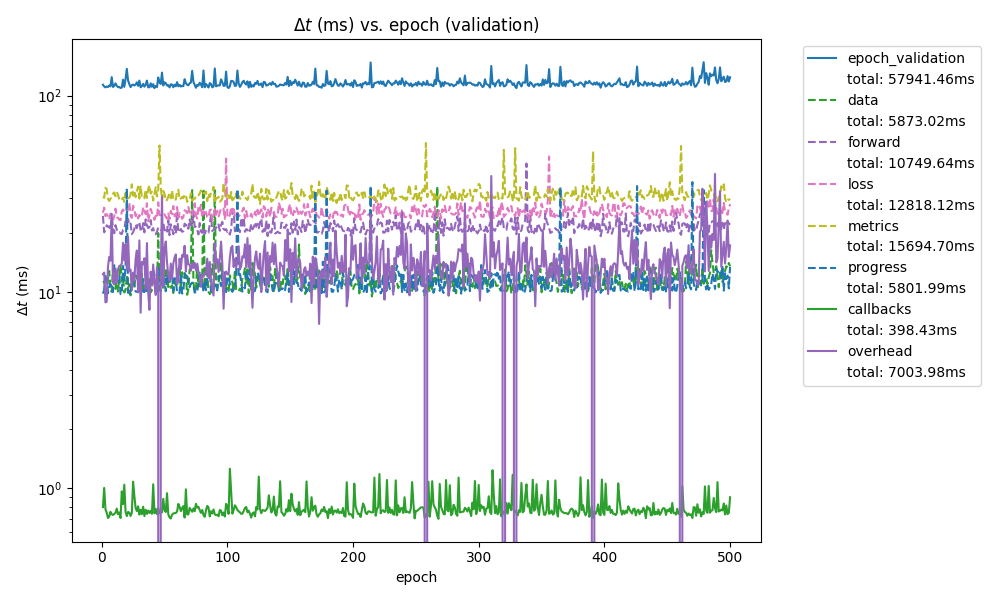 Δt (ms) vs. epoch (validation)
Δt (ms)
10²
10¹
10⁰
0 100 200 300 400 500
epoch
epoch_validation
total: 57941.46ms
data
total: 5873.02ms
forward
total: 10749.64ms
loss
total: 12818.12ms
metrics
total: 15694.70ms
progress
total: 5801.99ms
callbacks
total: 398.43ms
overhead
total: 7003.98ms